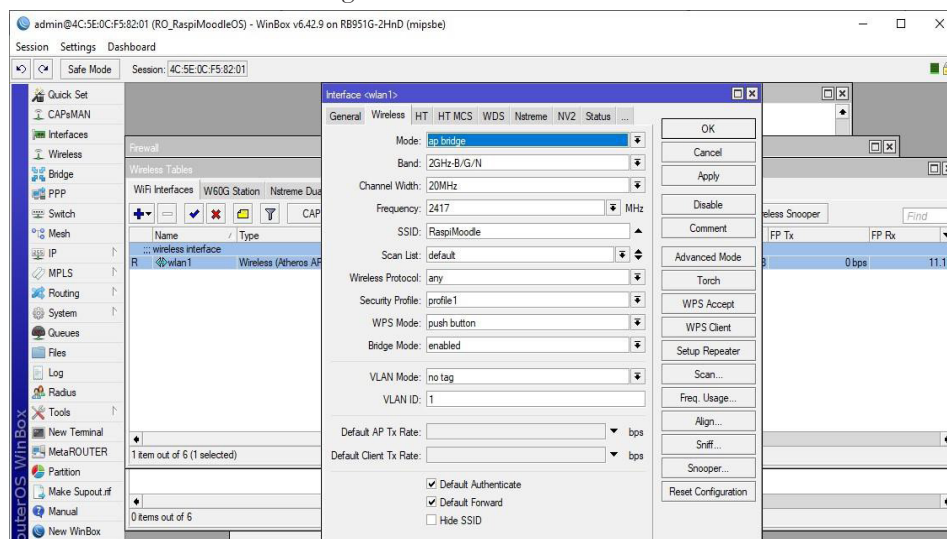 admin@4C:5E:0C:F5:82:01 (RO_RaspiMoodleOS) - WinBox v6.42.9 on RB951G-2HnD (mipsbe)
Session Settings Dashboard
Safe Mode Session: 4C:5E:0C:F5:82:01
Quick Set
CAPsMAN
Interfaces
Wireless
Bridge
PPP
Switch
Mesh
IP
MPLS
Routing
System
Queues
Files
Log
Radius
Tools
New Terminal
MetaROUTER
Partition
Make Supout.rif
Manual
New WinBox
outerOS WinBox
Firewall
Wireless Tables
WiFi Interfaces W60G Station Nstreme Dua
CAP
Name / Type
::: wireless interface
R wlan1 Wireless (Atheros AR
1 item out of 6 (1 selected)
0 items out of 6
Interface <wlan1>
General Wireless HT HT MCS WDS Nstreme NV2 Status ...
Mode: ap bridge
Band: 2GHz-B/G/N
Channel Width: 20MHz
Frequency: 2417 MHz
SSID: RaspiMoodle
Scan List: default
Wireless Protocol: any
Security Profile: profile1
WPS Mode: push button
Bridge Mode: enabled
VLAN Mode: no tag
VLAN ID: 1
Default AP Tx Rate: bps
Default Client Tx Rate: bps
Default Authenticate
Default Forward
Hide SSID
OK
Cancel
Apply
Disable
Comment
Advanced Mode
Torch
WPS Accept
WPS Client
Setup Repeater
Scan...
Freq. Usage...
Align...
Sniff...
Snooper...
Reset Configuration
eless Snooper Find
FP Tx FP Rx
0 bps 11.1